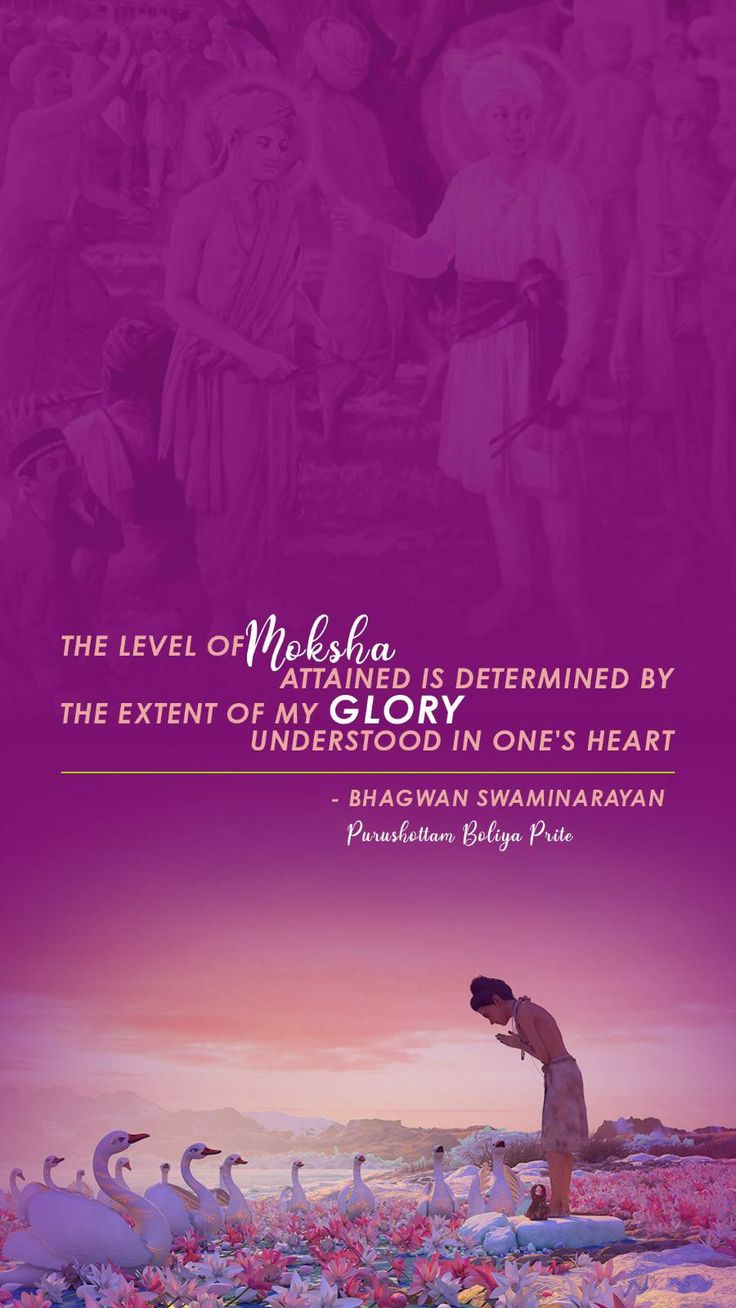 THE LEVEL OF Moksha
ATTAINED IS DETERMINED BY
THE EXTENT OF MY GLORY
UNDERSTOOD IN ONE'S HEART
- BHAGWAN SWAMINARAYAN
Purushottam Boliya Prite